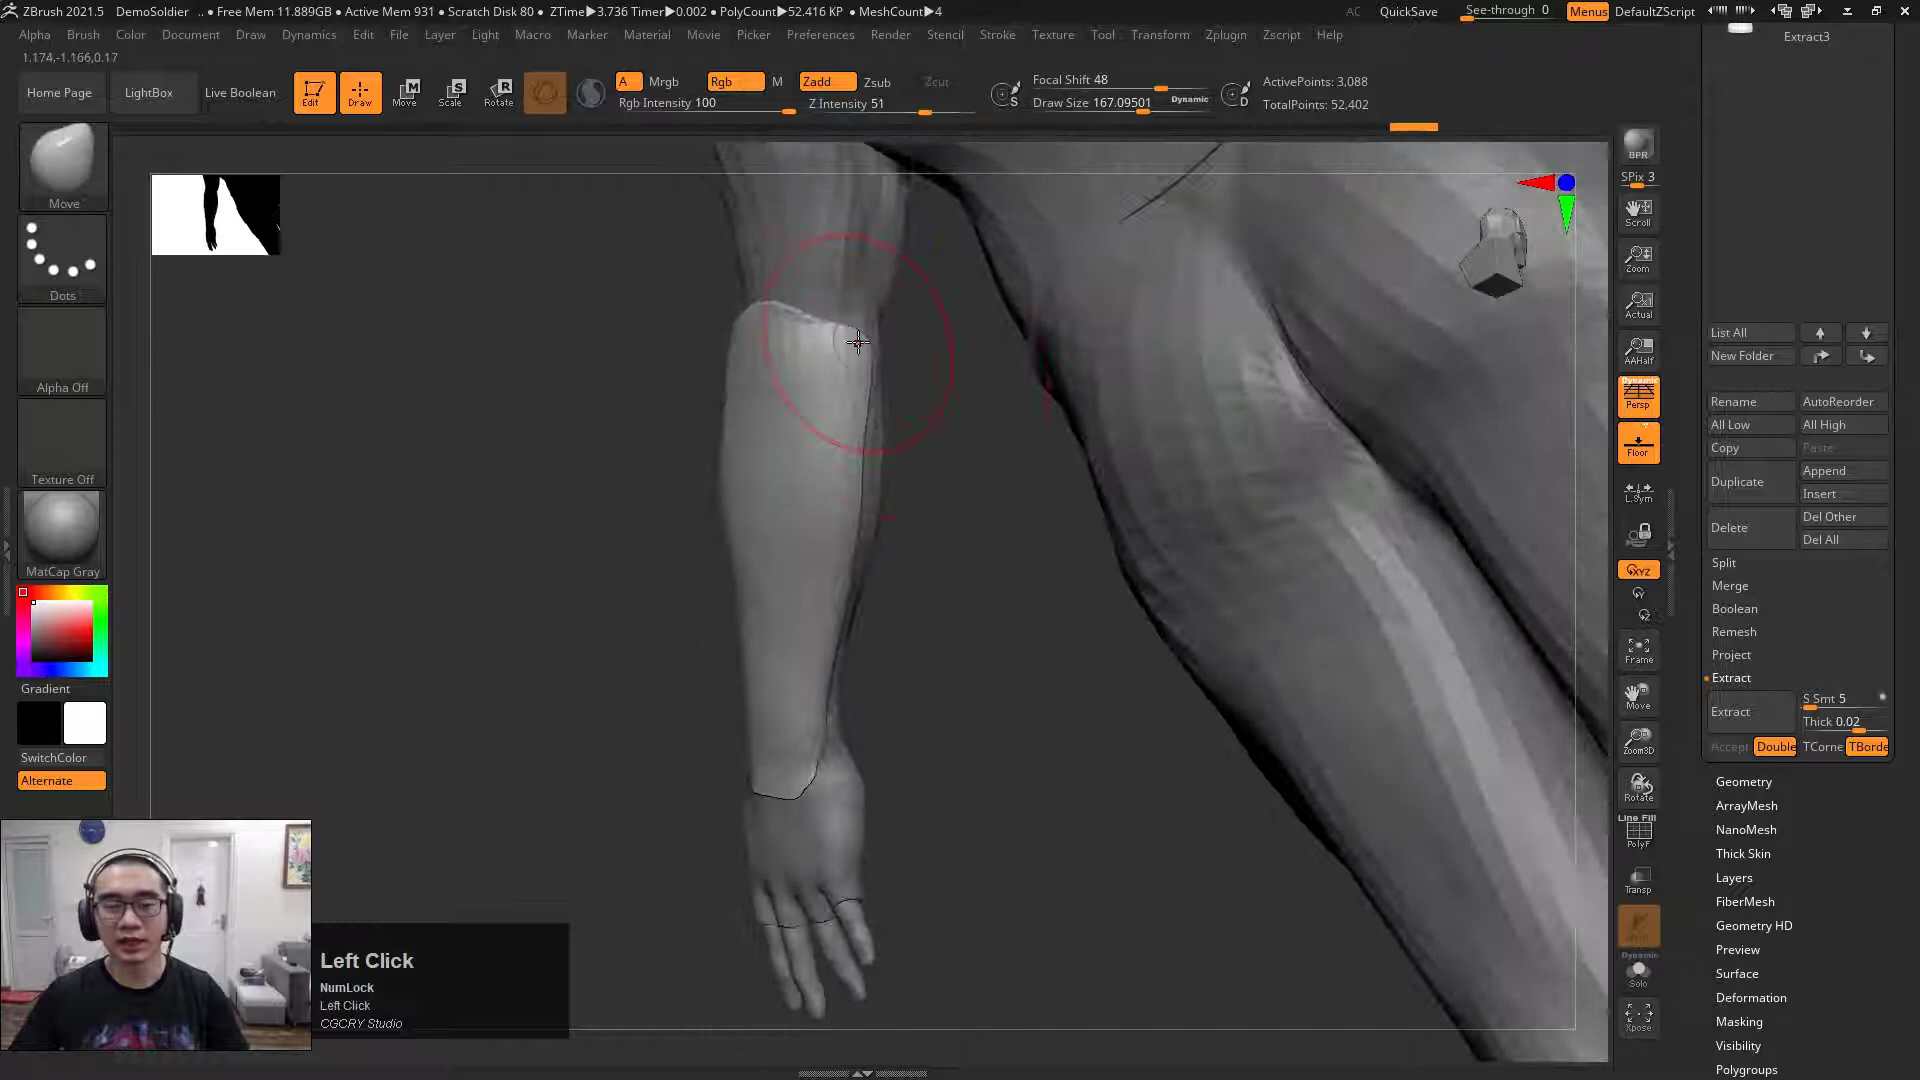 ZBrush 2021.5 DemoSoldier .. ● Free Mem 11.889GB ● Active Mem 931 ● Scratch Disk 80 ● ZTime▶3.736 Timer▶0.002 ● PolyCount▶52.416 KP ● MeshCount▶4 AC QuickSave See-through 0 Menus DefaultZScript
Alpha Brush Color Document Draw Dynamics Edit File Layer Light Macro Marker Material Movie Picker Preferences Render Stencil Stroke Texture Tool Transform Zplugin Zscript Help
Extract3
1.174,-1.166,0.17
Home Page LightBox Live Boolean Edit Draw Move Scale Rotate
A Mrgb Rgb M Zadd Zsub Zcut
Rgb Intensity 100 Z Intensity 51
Focal Shift 48
Draw Size 167.09501 Dynamic
S D
ActivePoints: 3,088
TotalPoints: 52,402
Move
Dots
Alpha Off
Texture Off
MatCap Gray
Gradient
SwitchColor
Alternate
BPR
SPix 3
Scroll
Zoom
Actual
AAHalf
Dynamic
Persp
Floor
L.Sym
XYZ
Frame
Move
Zoom3D
Rotate
Line Fill
PolyF
Transp
Dynamic
Solo
Xpose
List All
New Folder
Rename AutoReorder
All Low All High
Copy Paste
Duplicate Append
Insert
Delete Del Other
Del All
Split
Merge
Boolean
Remesh
Project
Extract
Extract S Smt 5
Thick 0.02
Accept Double TCorne TBorde
Geometry
ArrayMesh
NanoMesh
Thick Skin
Layers
FiberMesh
Geometry HD
Preview
Surface
Deformation
Masking
Visibility
Polygroups
Left Click
NumLock
Left Click
CGCRY Studio